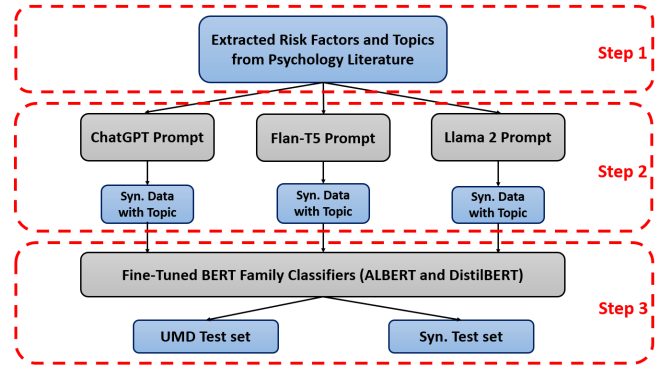 Extracted Risk Factors and Topics
from Psychology Literature
Step 1
ChatGPT Prompt
Flan-T5 Prompt
Llama 2 Prompt
Step 2
Syn. Data
with Topic
Syn. Data
with Topic
Syn. Data
with Topic
Fine-Tuned BERT Family Classifiers (ALBERT and DistilBERT)
Step 3
UMD Test set
Syn. Test set